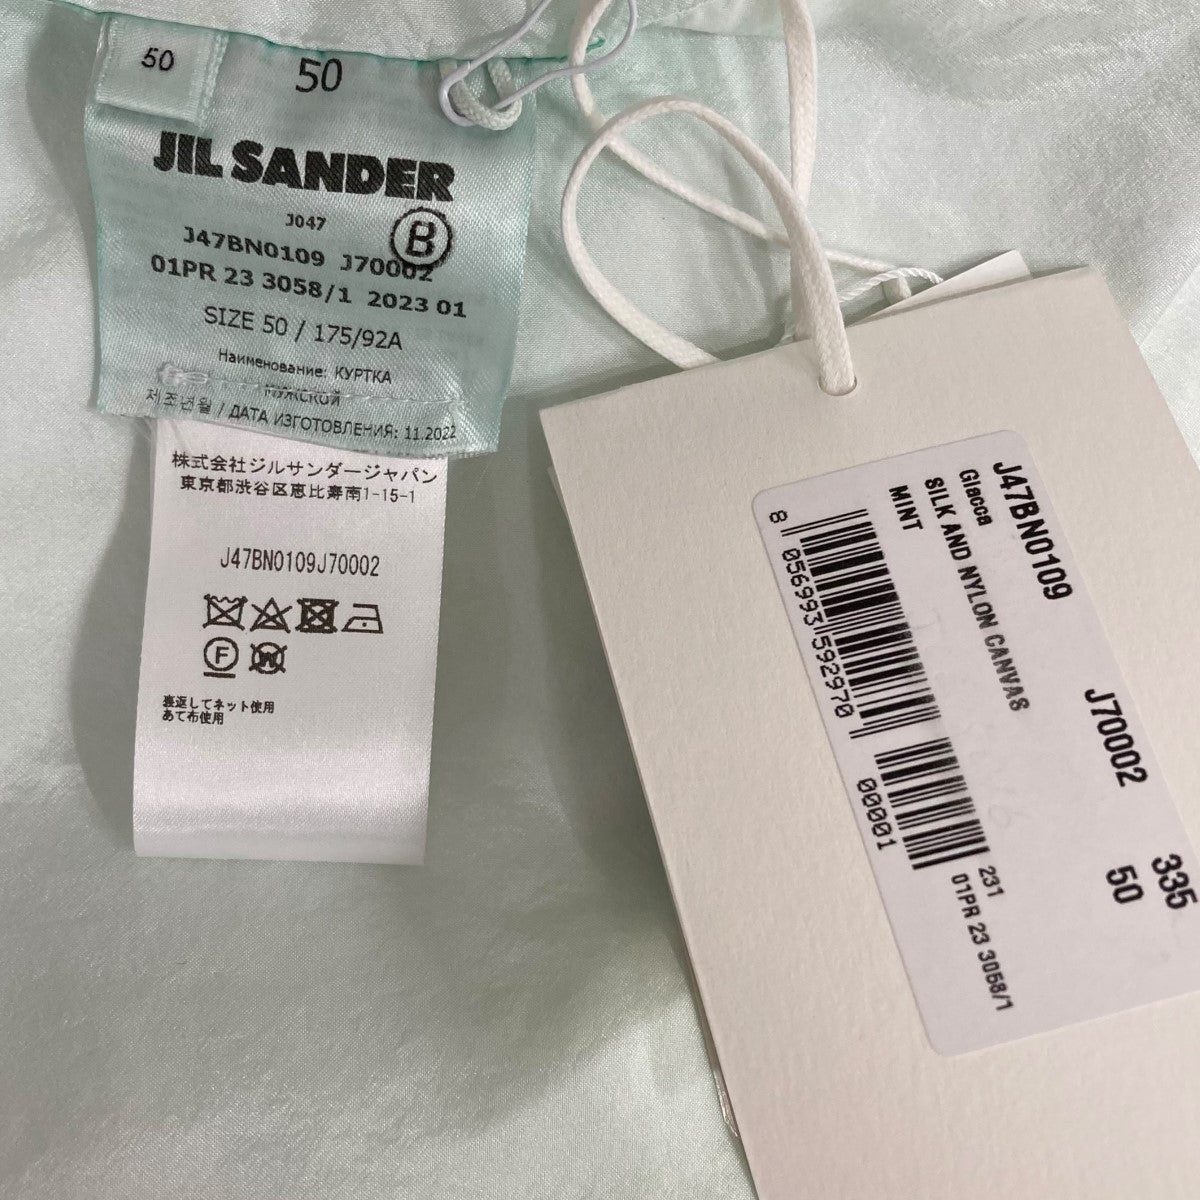 50
50
JIL SANDER
J047
B
J47BN0109 J70002
01PR 23 3058/1 2023 01
SIZE 50 / 175/92A
Наименование: КУРТКА
МУЖСКОЙ
제조년월 / ДАТА ИЗГОТОВЛЕНИЯ: 11.2022
株式会社ジルサンダージャパン
東京都渋谷区恵比寿南1-15-1
J47BN0109J70002
F
W
裏返してネット使用
あて布使用
J47BN0109 J70002 335
Giacca 50
SILK AND NYLON CANVAS
MINT
231
01PR 23 3058/1
8 056993 592970
00001